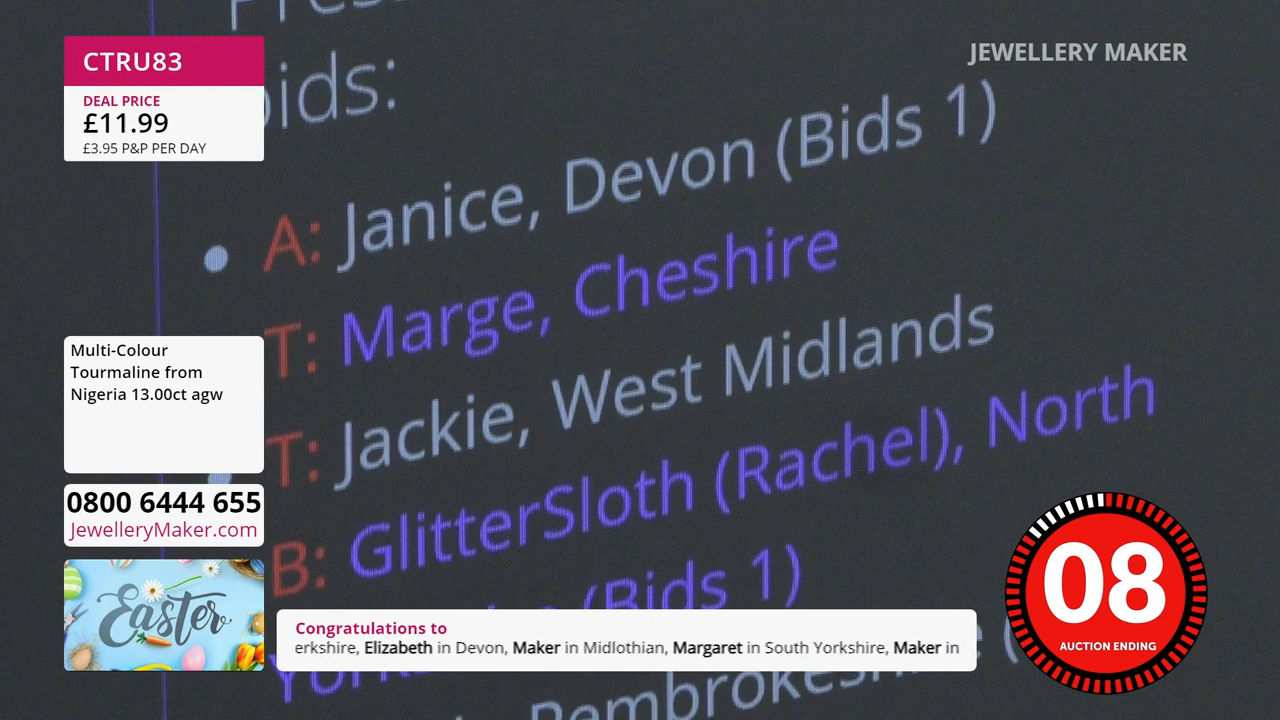 CTRU83
DEAL PRICE
£11.99
£3.95 P&P PER DAY
JEWELLERY MAKER
bids:
A: Janice, Devon (Bids 1)
T: Marge, Cheshire
T: Jackie, West Midlands
B: GlitterSloth (Rachel), North
(Bids 1)
Multi-Colour
Tourmaline from
Nigeria 13.00ct agw
0800 6444 655
JewelleryMaker.com
Easter
Congratulations to
erkshire, Elizabeth in Devon, Maker in Midlothian, Margaret in South Yorkshire, Maker in
08
AUCTION ENDING